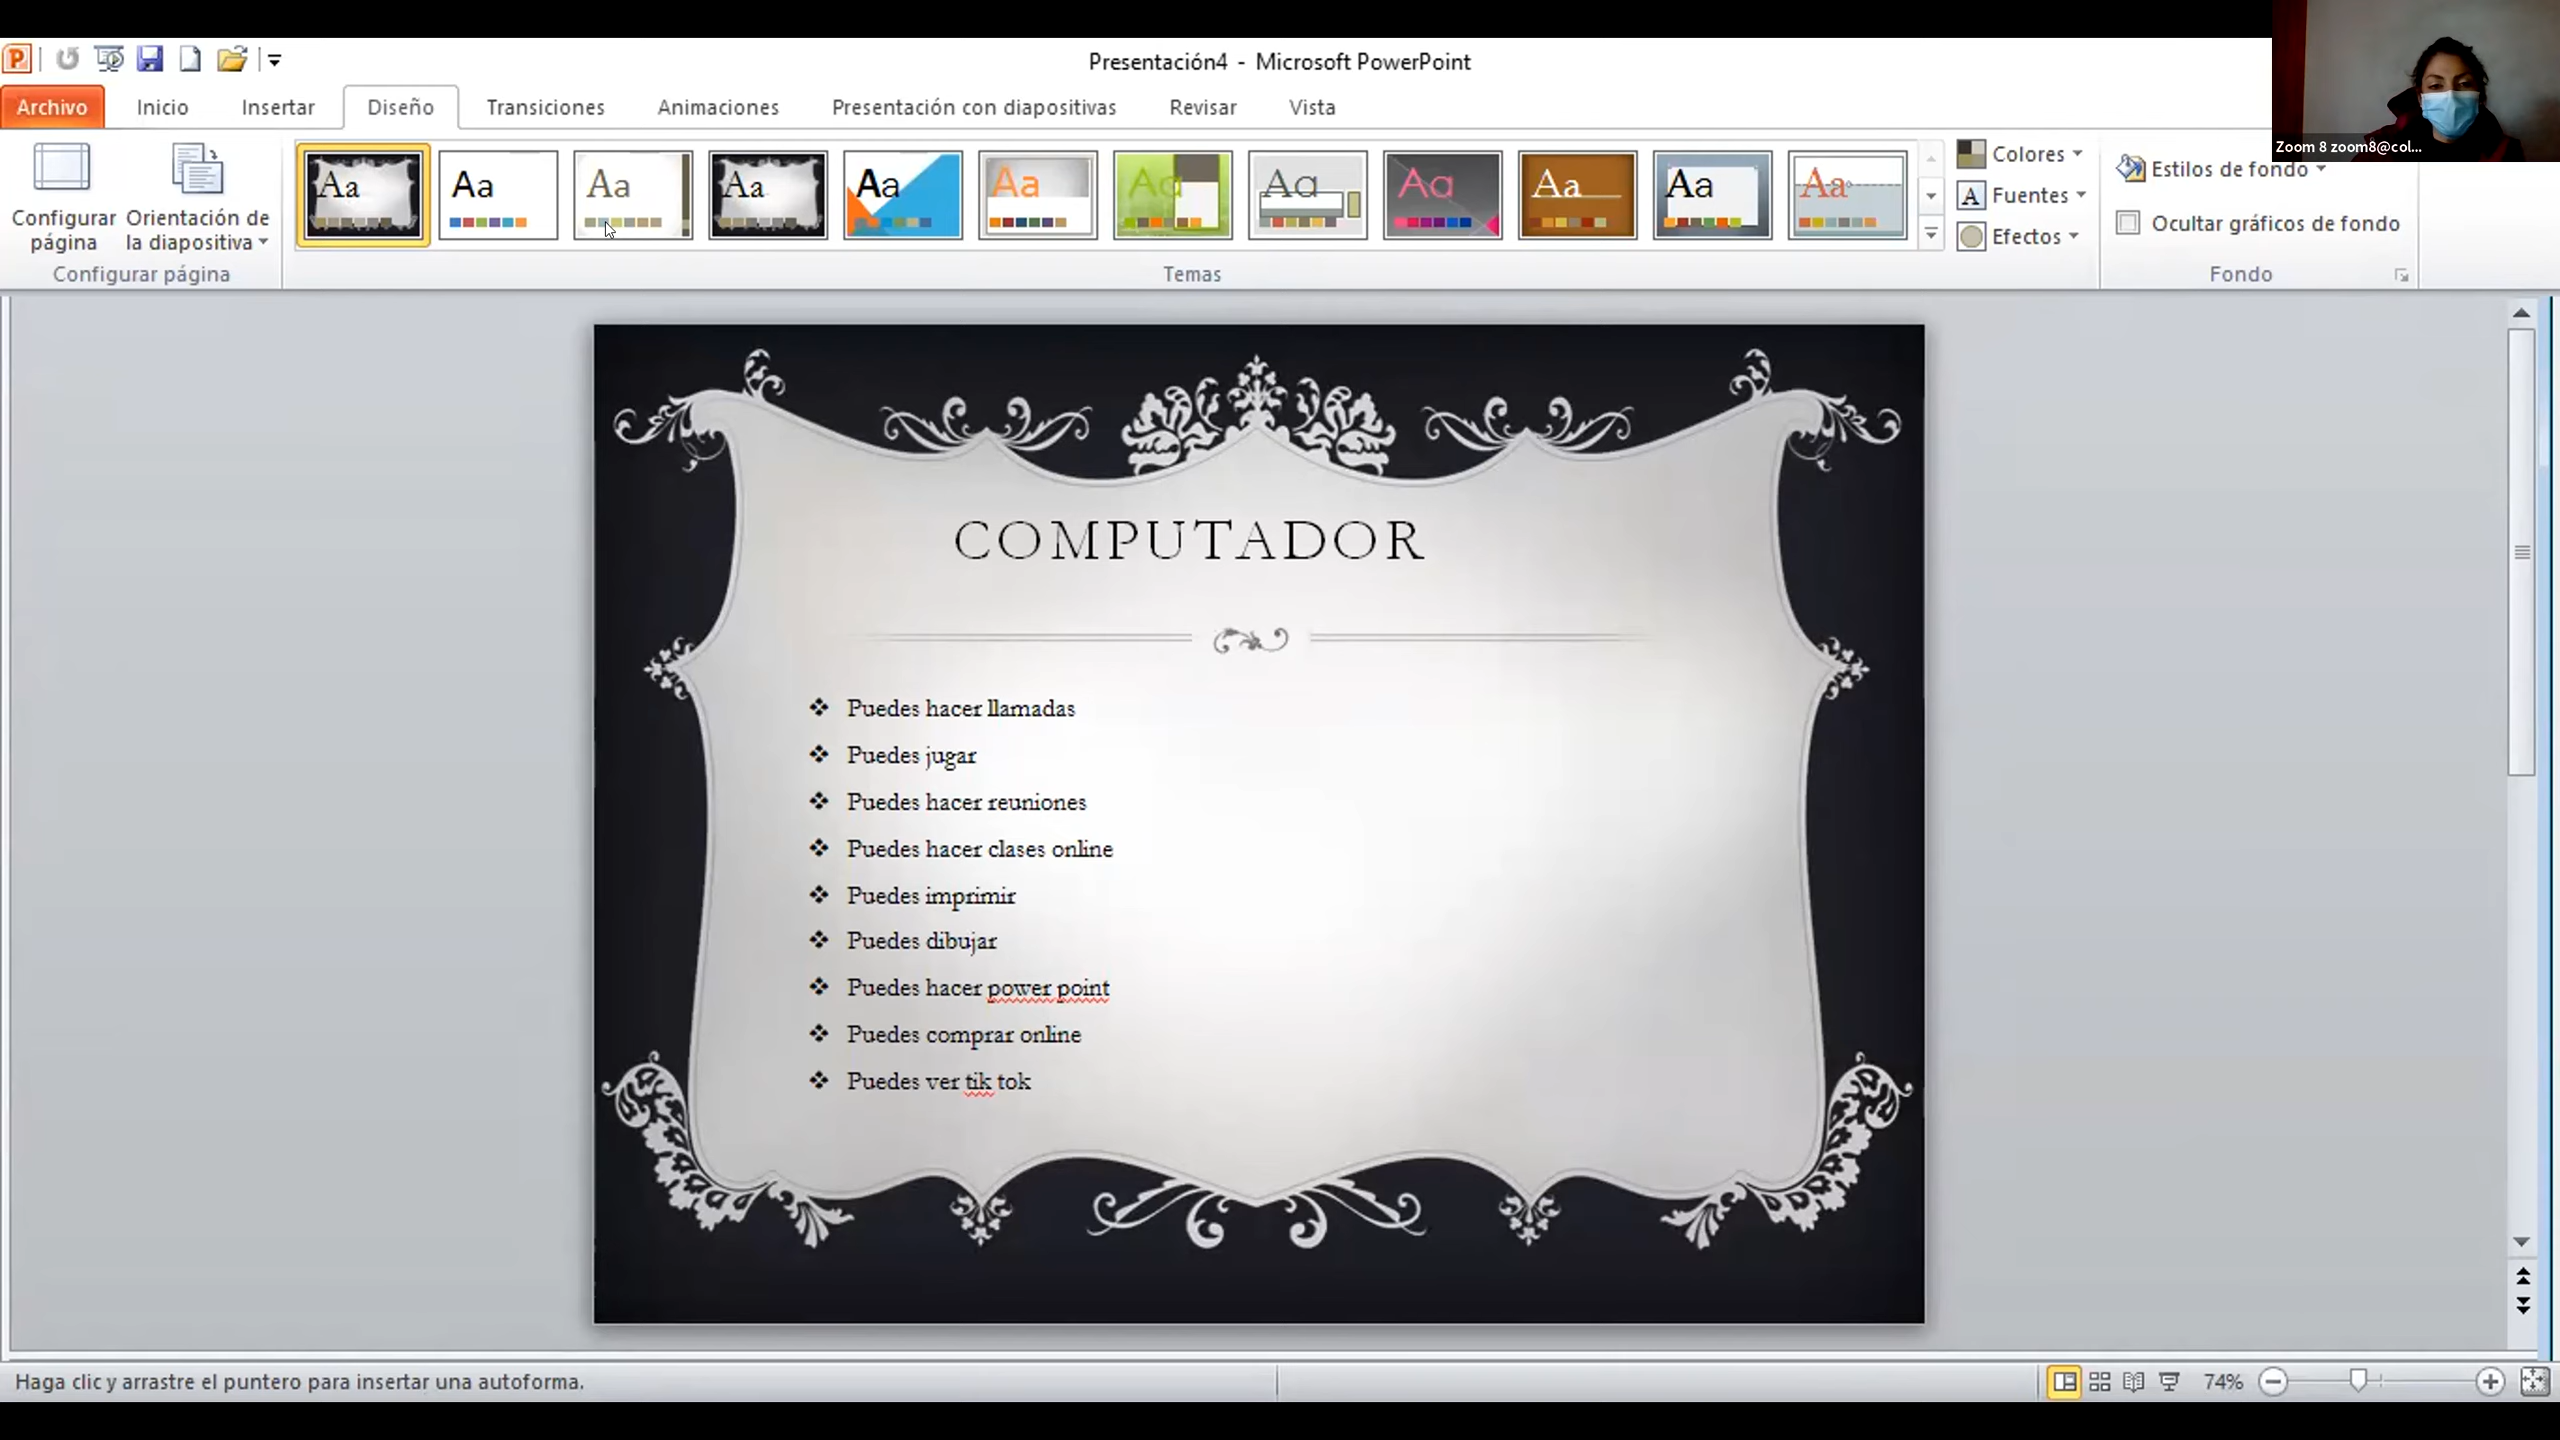 Presentación4 - Microsoft PowerPoint
Archivo
Inicio
Insertar
Diseño
Transiciones
Animaciones
Presentación con diapositivas
Revisar
Vista
Zoom 8 zoom8@col...
Configurar página
Orientación de la diapositiva
Configurar página
Aa
Aa
Aa
Aa
Aa
Aa
Aa
Aa
Aa
Aa
Aa
Aa
Temas
Colores
Fuentes
Efectos
Estilos de fondo
Ocultar gráficos de fondo
Fondo
COMPUTADOR
Puedes hacer llamadas
Puedes jugar
Puedes hacer reuniones
Puedes hacer clases online
Puedes imprimir
Puedes dibujar
Puedes hacer power point
Puedes comprar online
Puedes ver tik tok
Haga clic y arrastre el puntero para insertar una autoforma.
74%